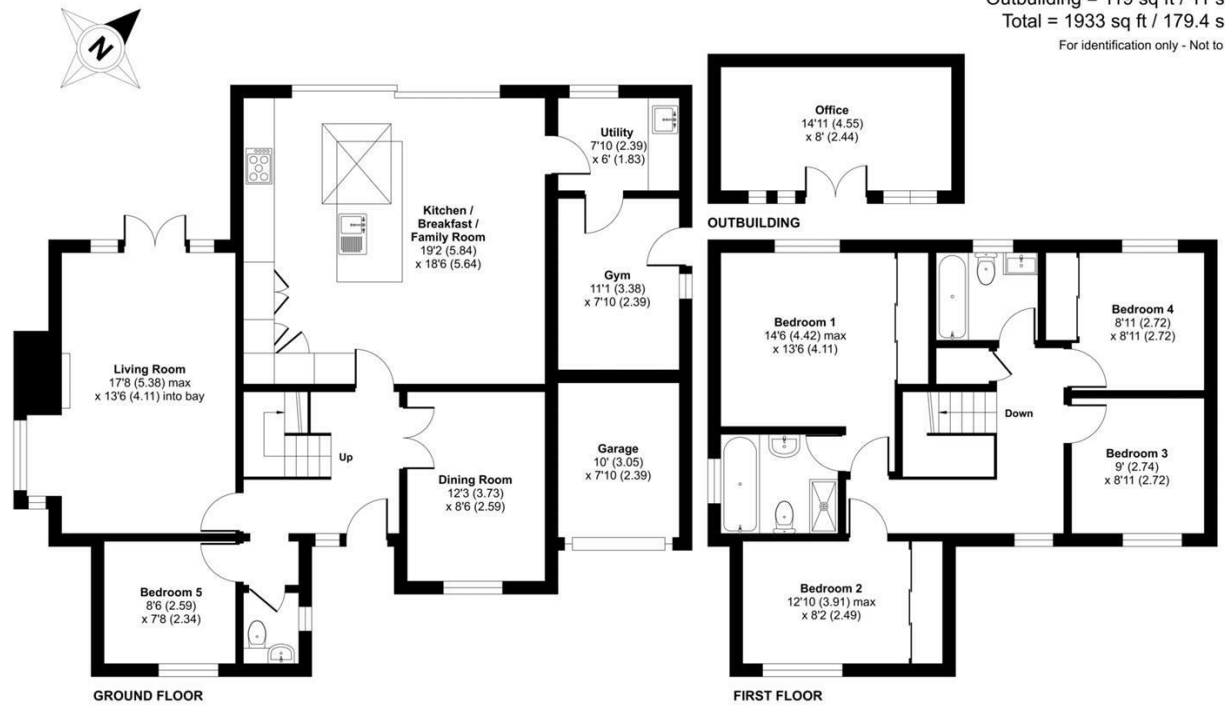 Outbuilding = 119 sq ft / 11 s
Total = 1933 sq ft / 179.4 s
For identification only - Not to
N
Utility
7'10 (2.39)
x 6' (1.83)
Office
14'11 (4.55)
x 8' (2.44)
OUTBUILDING
Kitchen /
Breakfast /
Family Room
19'2 (5.84)
x 18'6 (5.64)
Gym
11'1 (3.38)
x 7'10 (2.39)
Living Room
17'8 (5.38) max
x 13'6 (4.11) into bay
Up
Dining Room
12'3 (3.73)
x 8'6 (2.59)
Garage
10' (3.05)
x 7'10 (2.39)
Bedroom 5
8'6 (2.59)
x 7'8 (2.34)
GROUND FLOOR
Bedroom 1
14'6 (4.42) max
x 13'6 (4.11)
Bedroom 4
8'11 (2.72)
x 8'11 (2.72)
Down
Bedroom 3
9' (2.74)
x 8'11 (2.72)
Bedroom 2
12'10 (3.91) max
x 8'2 (2.49)
FIRST FLOOR